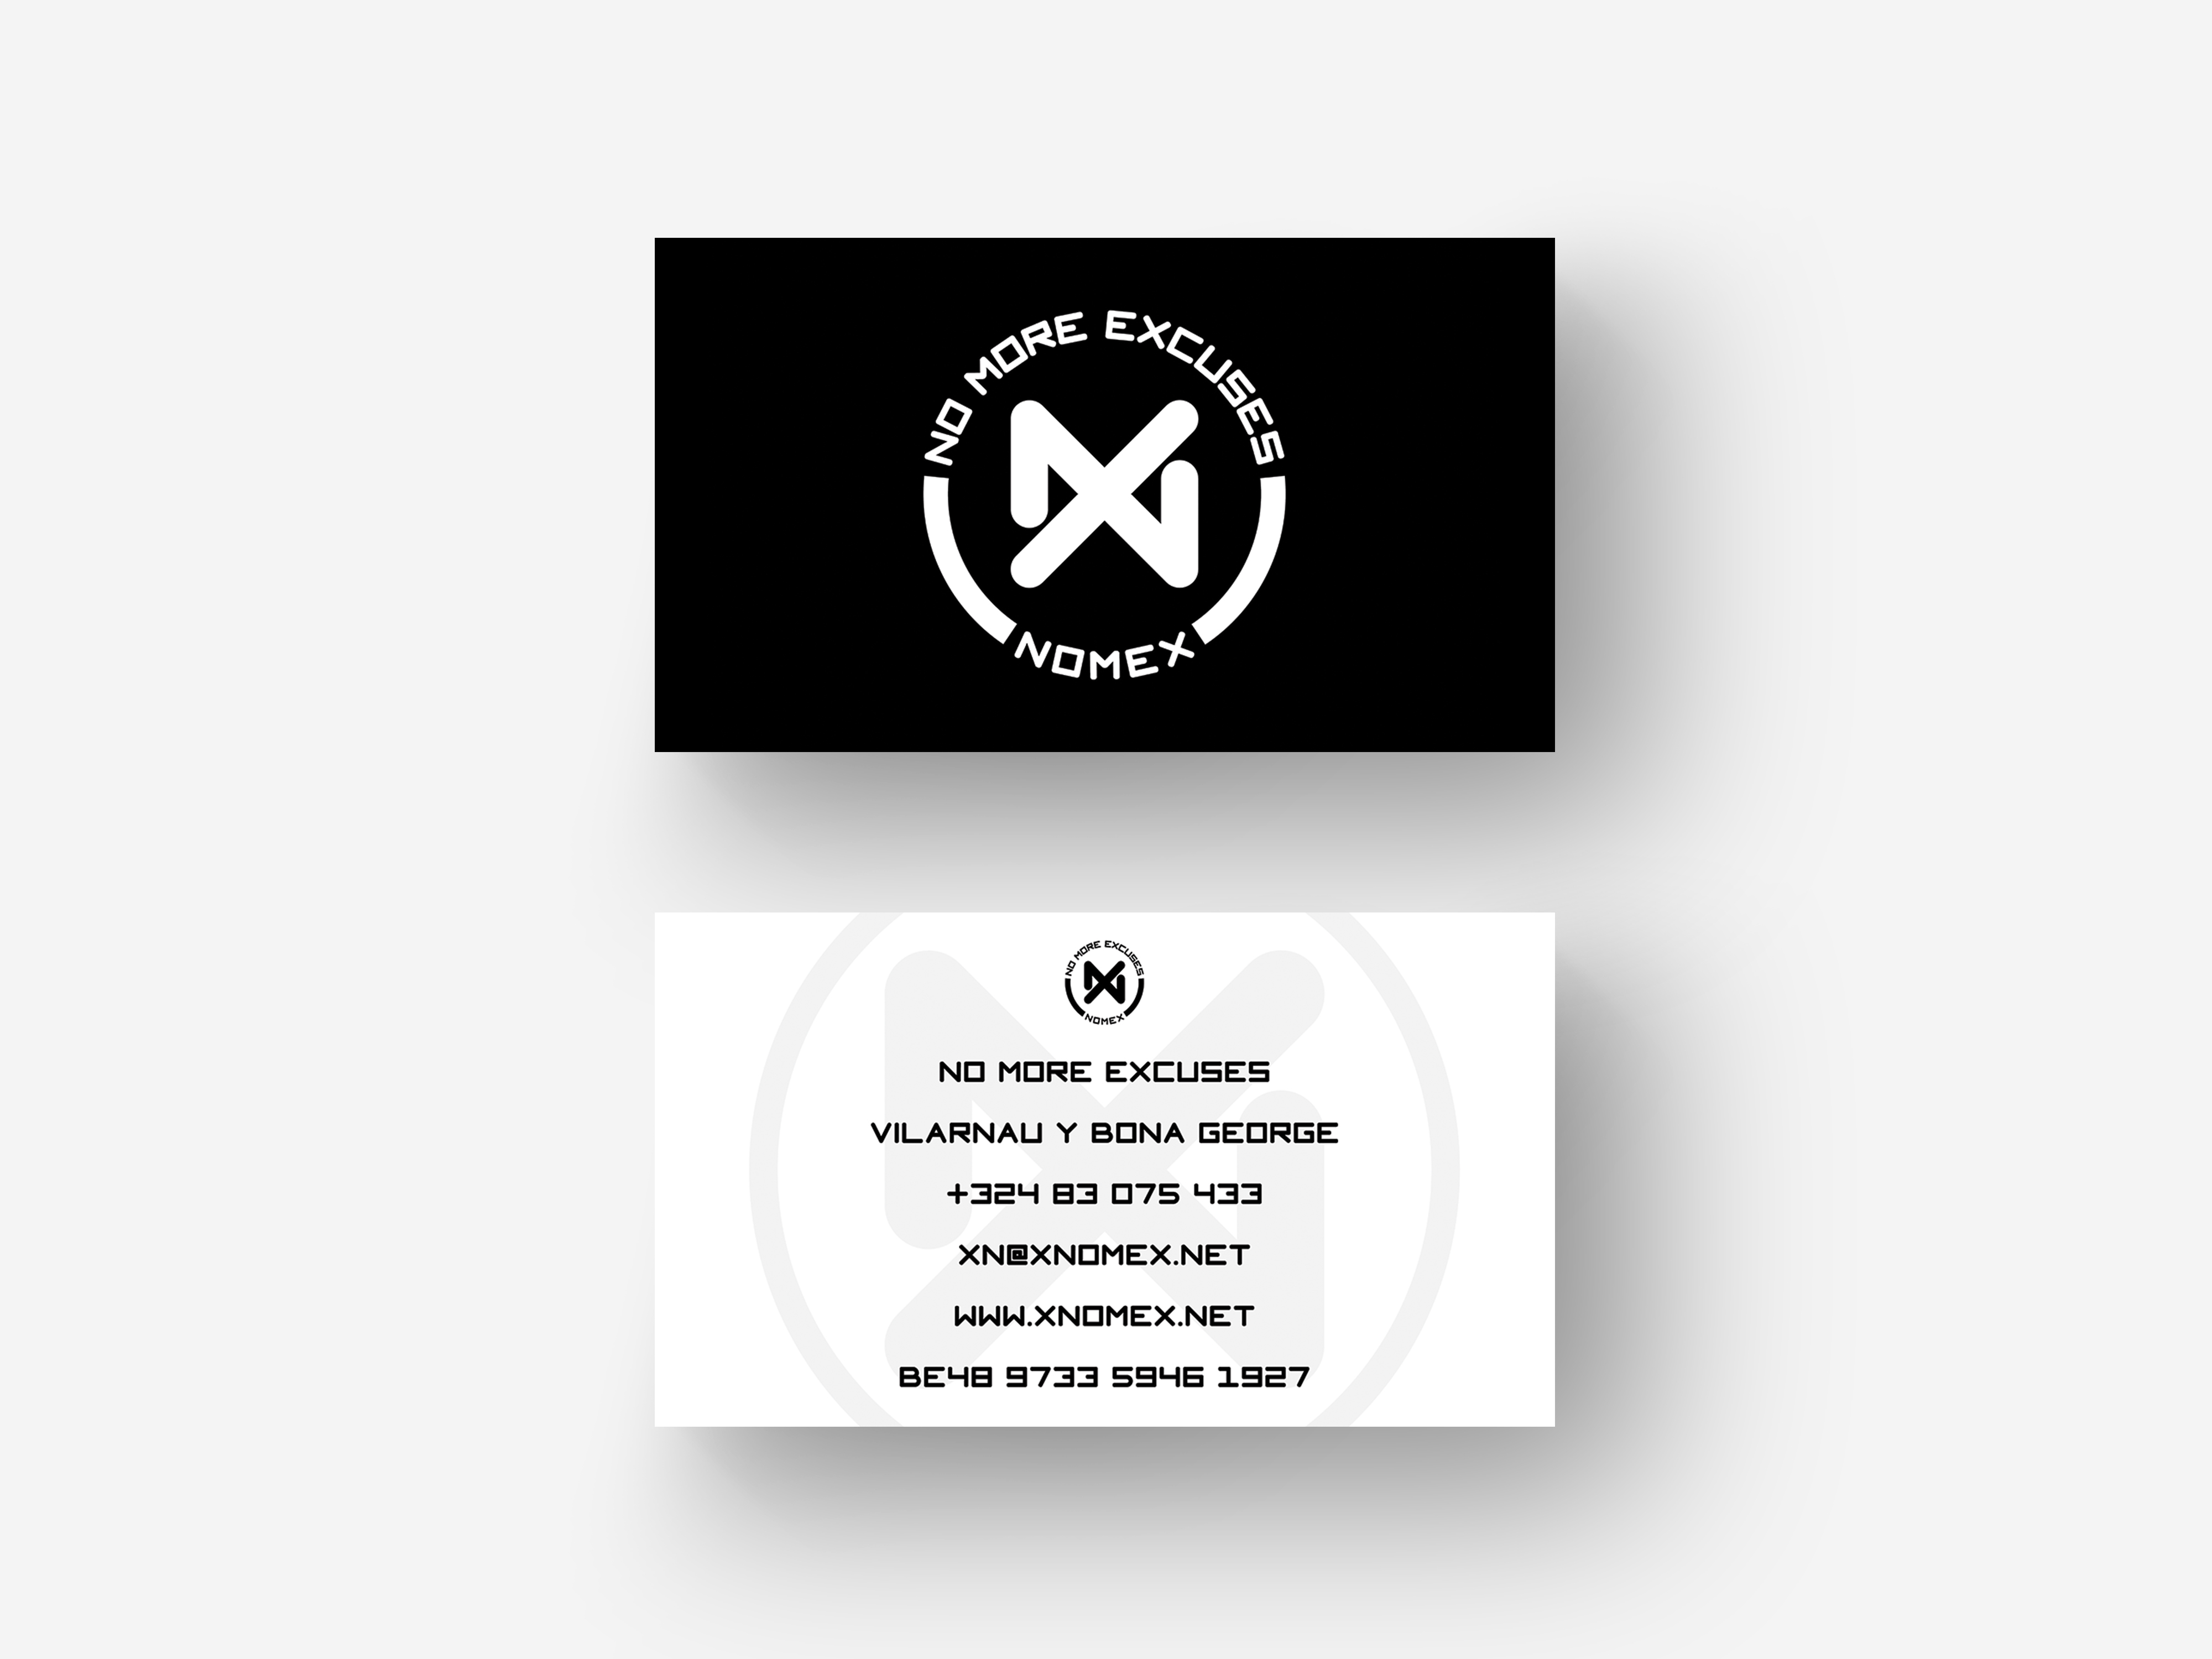 NO MORE EXCUSES
NOMEX
NO MORE EXCUSES
NOMEX
NO MORE EXCUSES
VILARNAU Y BONA GEORGE
+324 83 075 433
XN@XNOMEX.NET
WWW.XNOMEX.NET
BE48 9733 5946 1927